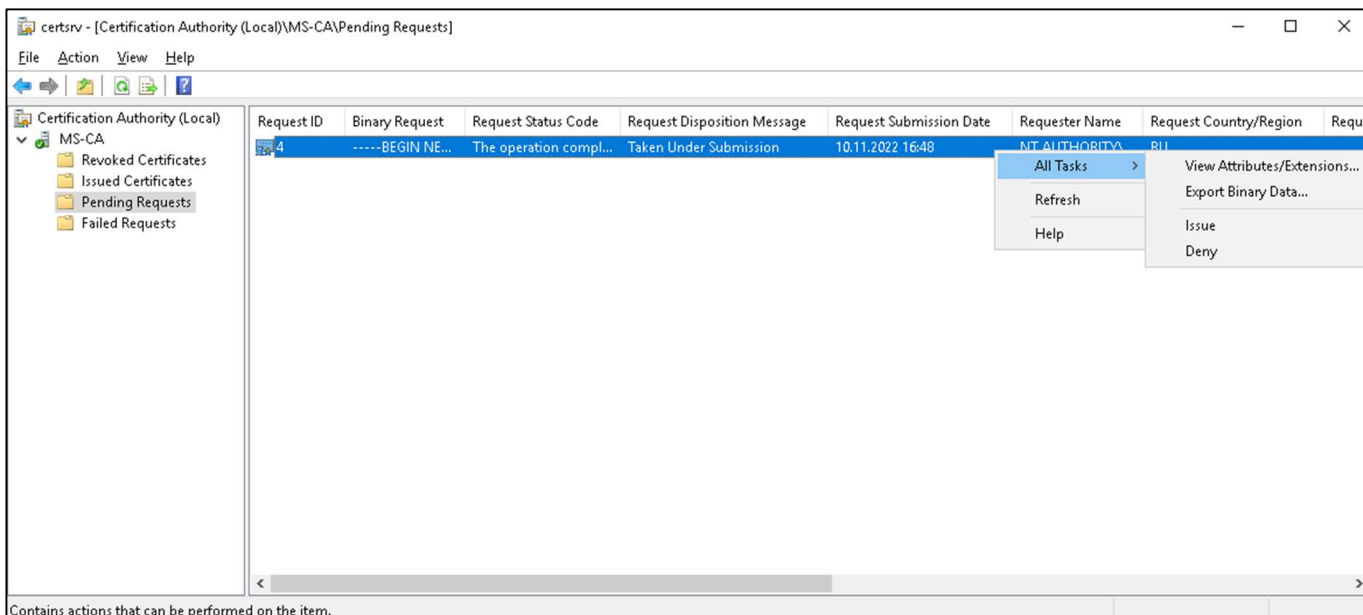 certsrv - [Certification Authority (Local)\MS-CA\Pending Requests]
File Action View Help
Certification Authority (Local)
MS-CA
Revoked Certificates
Issued Certificates
Pending Requests
Failed Requests
Request ID Binary Request Request Status Code Request Disposition Message Request Submission Date Requester Name Request Country/Region Requ
4 -----BEGIN NE... The operation compl... Taken Under Submission 10.11.2022 16:48 NT AUTHORITY\ RU
All Tasks >
Refresh
Help
View Attributes/Extensions...
Export Binary Data...
Issue
Deny
Contains actions that can be performed on the item.